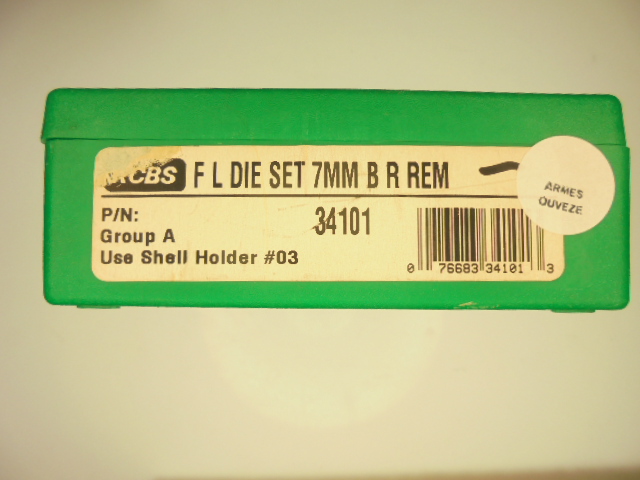 RCBS F L DIE SET 7MM B R REM
P/N: 34101
Group A
Use Shell Holder #03
0 76683 34101 3
ARMES
OUVEZE